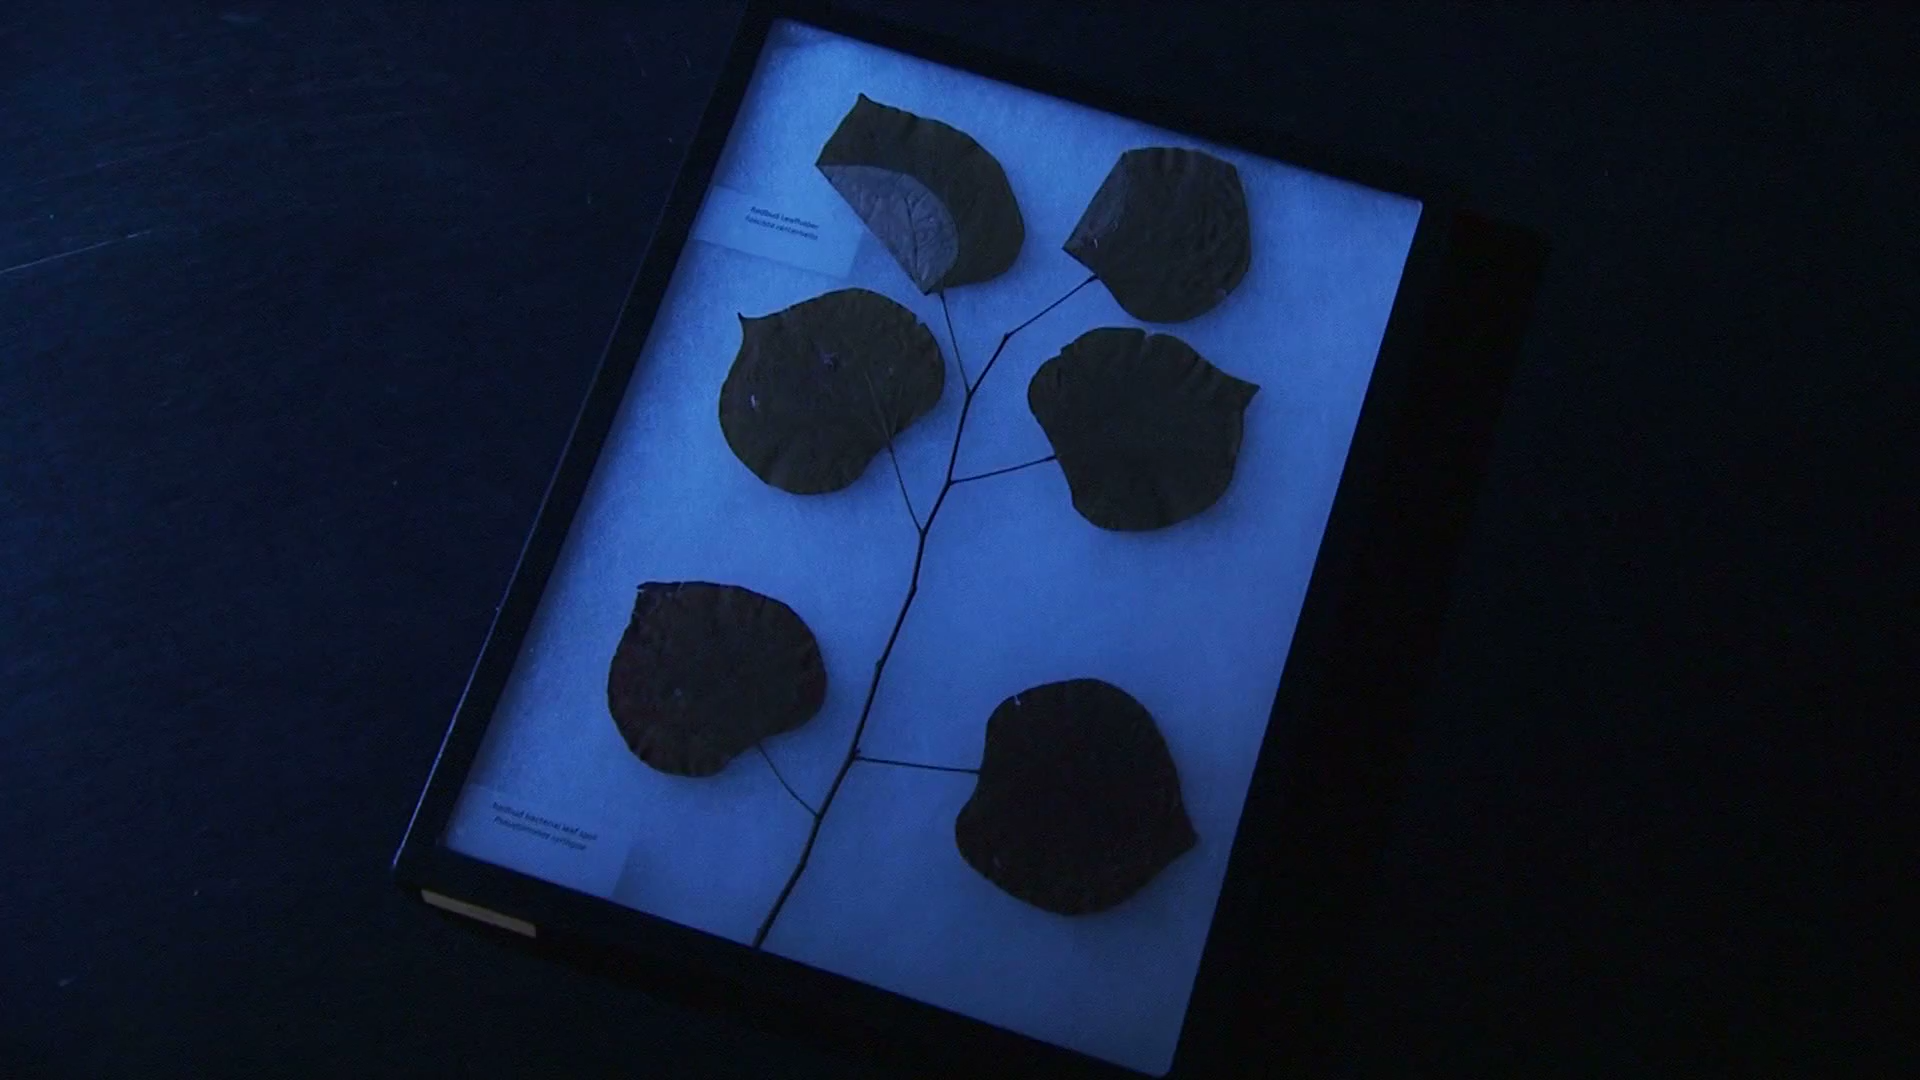 Redbud Leaffolder
Fascista cercerisella
Redbud bacterial leaf spot
Pseudomonas syringae